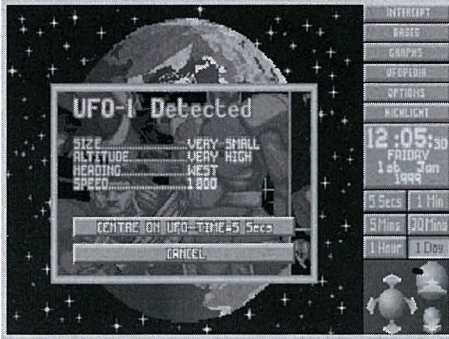 UFO-1 Detected
SIZE VERY SMALL
ALTITUDE VERY HIGH
HEADING WEST
SPEED 1800
CENTRE ON UFO-TIME=5 Secs
CANCEL
INTERCEPT
BASES
GRAPHS
UFOPEDIA
OPTIONS
12:05:30
FRIDAY
1st Jan
1999
5 Secs
1 Min
5 Mins
30 Mins
1 Hour
1 Day